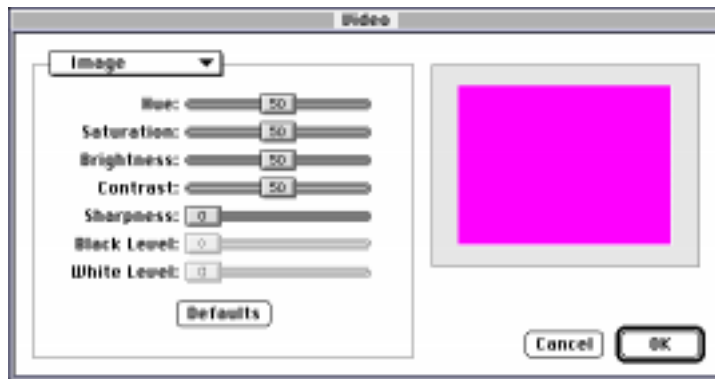 Video
Image
Hue: 50
Saturation: 50
Brightness: 50
Contrast: 50
Sharpness: 0
Black Level: 0
White Level: 0
Defaults
Cancel OK